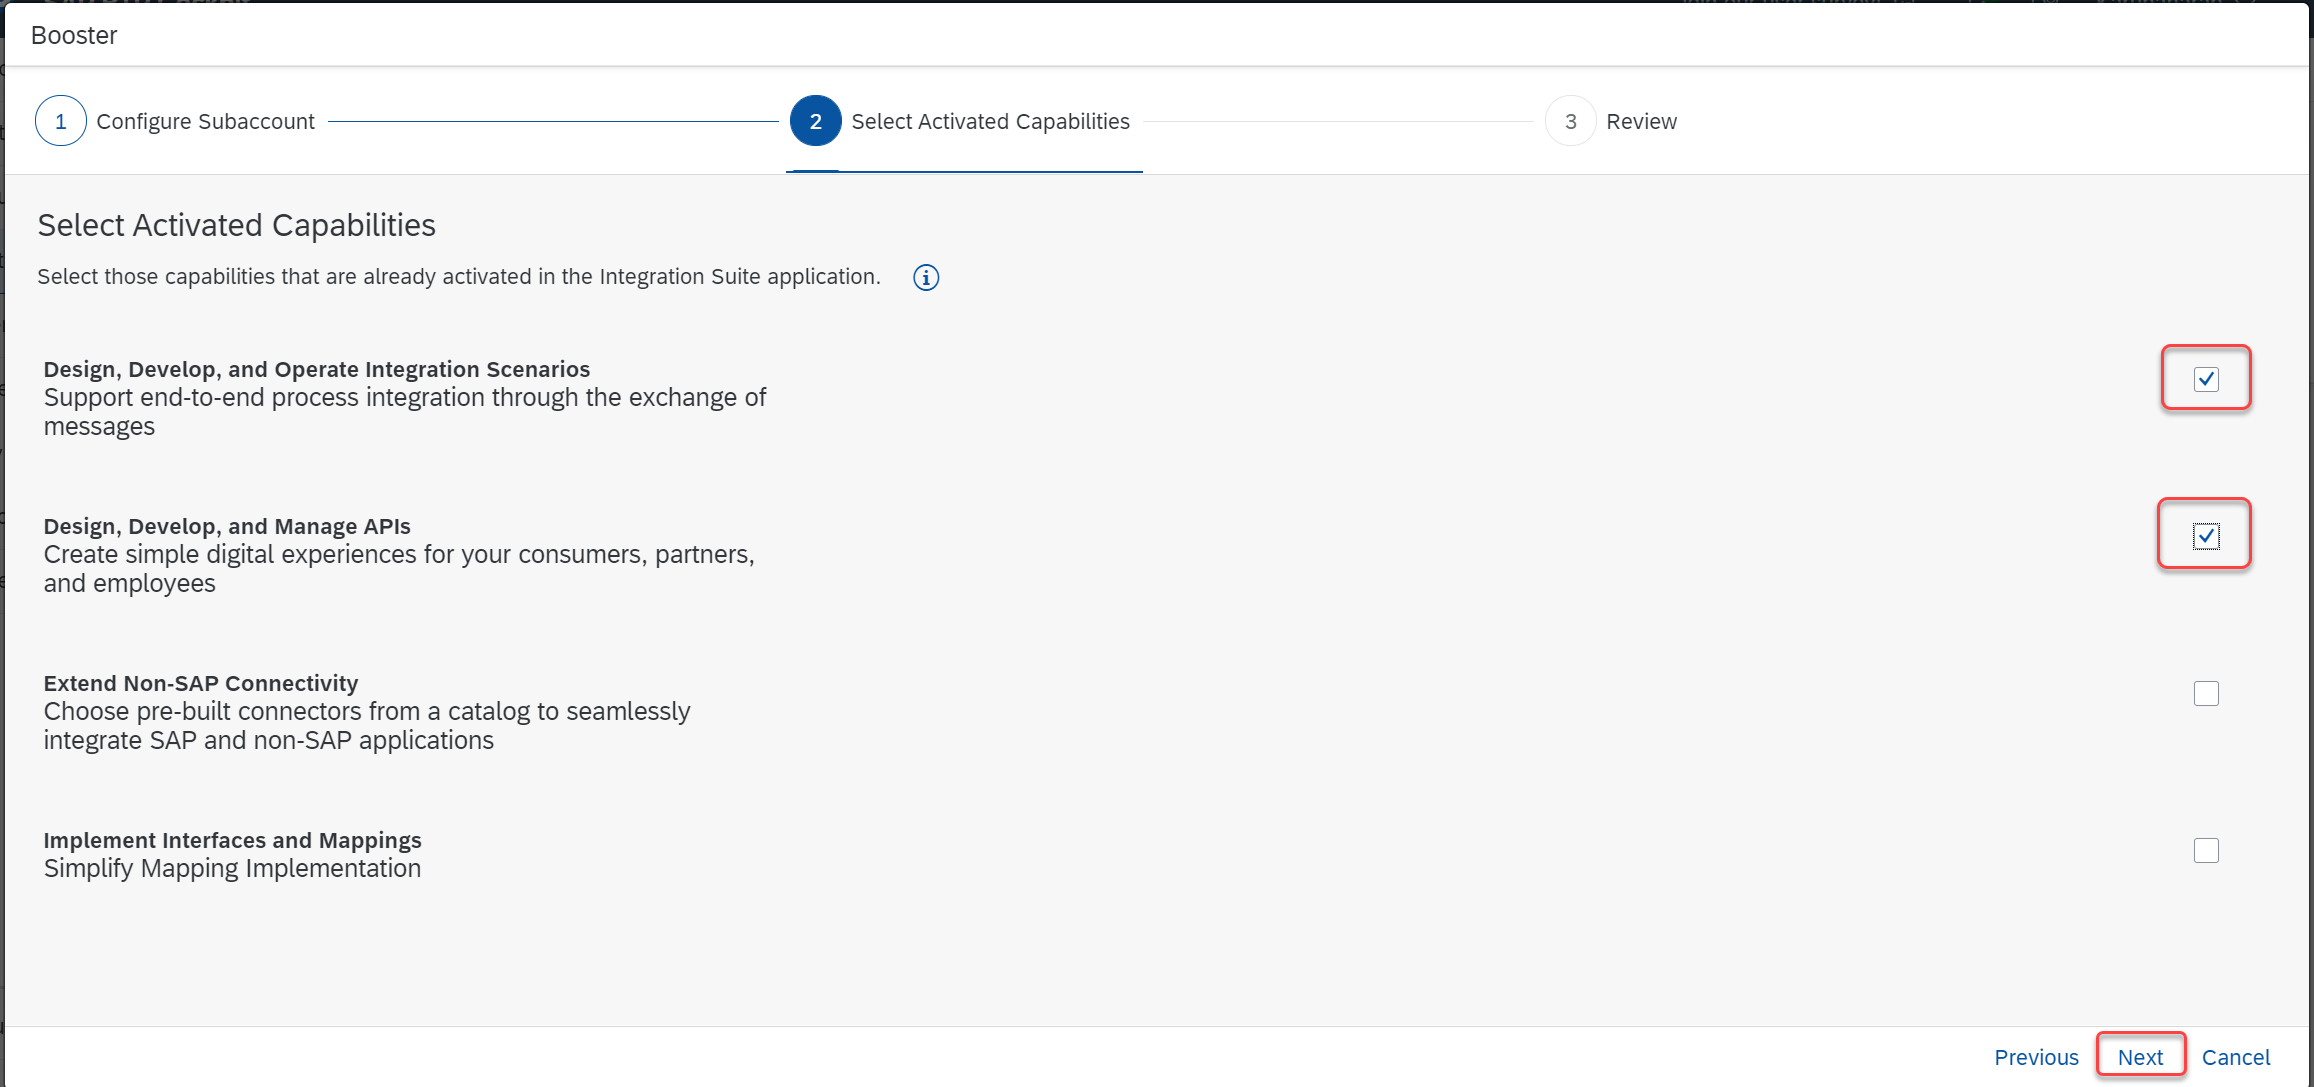 Booster
1 Configure Subaccount 2 Select Activated Capabilities 3 Review
Select Activated Capabilities
Select those capabilities that are already activated in the Integration Suite application.
Design, Develop, and Operate Integration Scenarios
Support end-to-end process integration through the exchange of
messages
Design, Develop, and Manage APIs
Create simple digital experiences for your consumers, partners,
and employees
Extend Non-SAP Connectivity
Choose pre-built connectors from a catalog to seamlessly
integrate SAP and non-SAP applications
Implement Interfaces and Mappings
Simplify Mapping Implementation
Previous Next Cancel